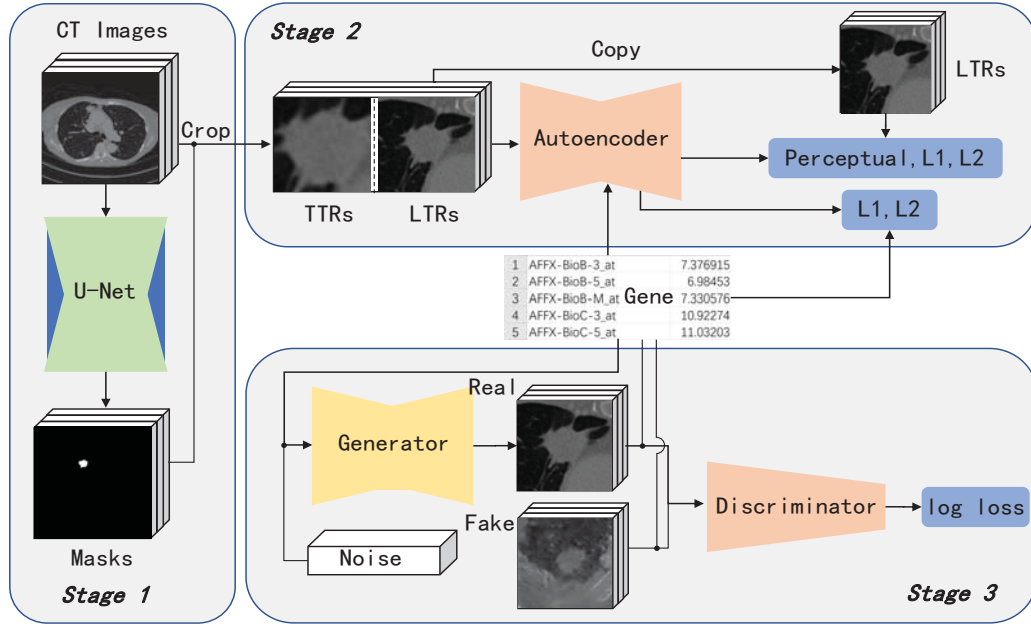 CT Images
Crop
U-Net
Masks
Stage 1
Stage 2
Copy
LTRs
Autoencoder
TTRs
LTRs
Perceptual, L1, L2
L1, L2
1 AFFX-BioB-3_at 7.376915
2 AFFX-BioB-5_at 6.98453
3 AFFX-BioB-M_at 7.330576
4 AFFX-BioC-3_at 10.92274
5 AFFX-BioC-5_at 11.03203
Gene
Real
Generator
Fake
Noise
Discriminator
log loss
Stage 3